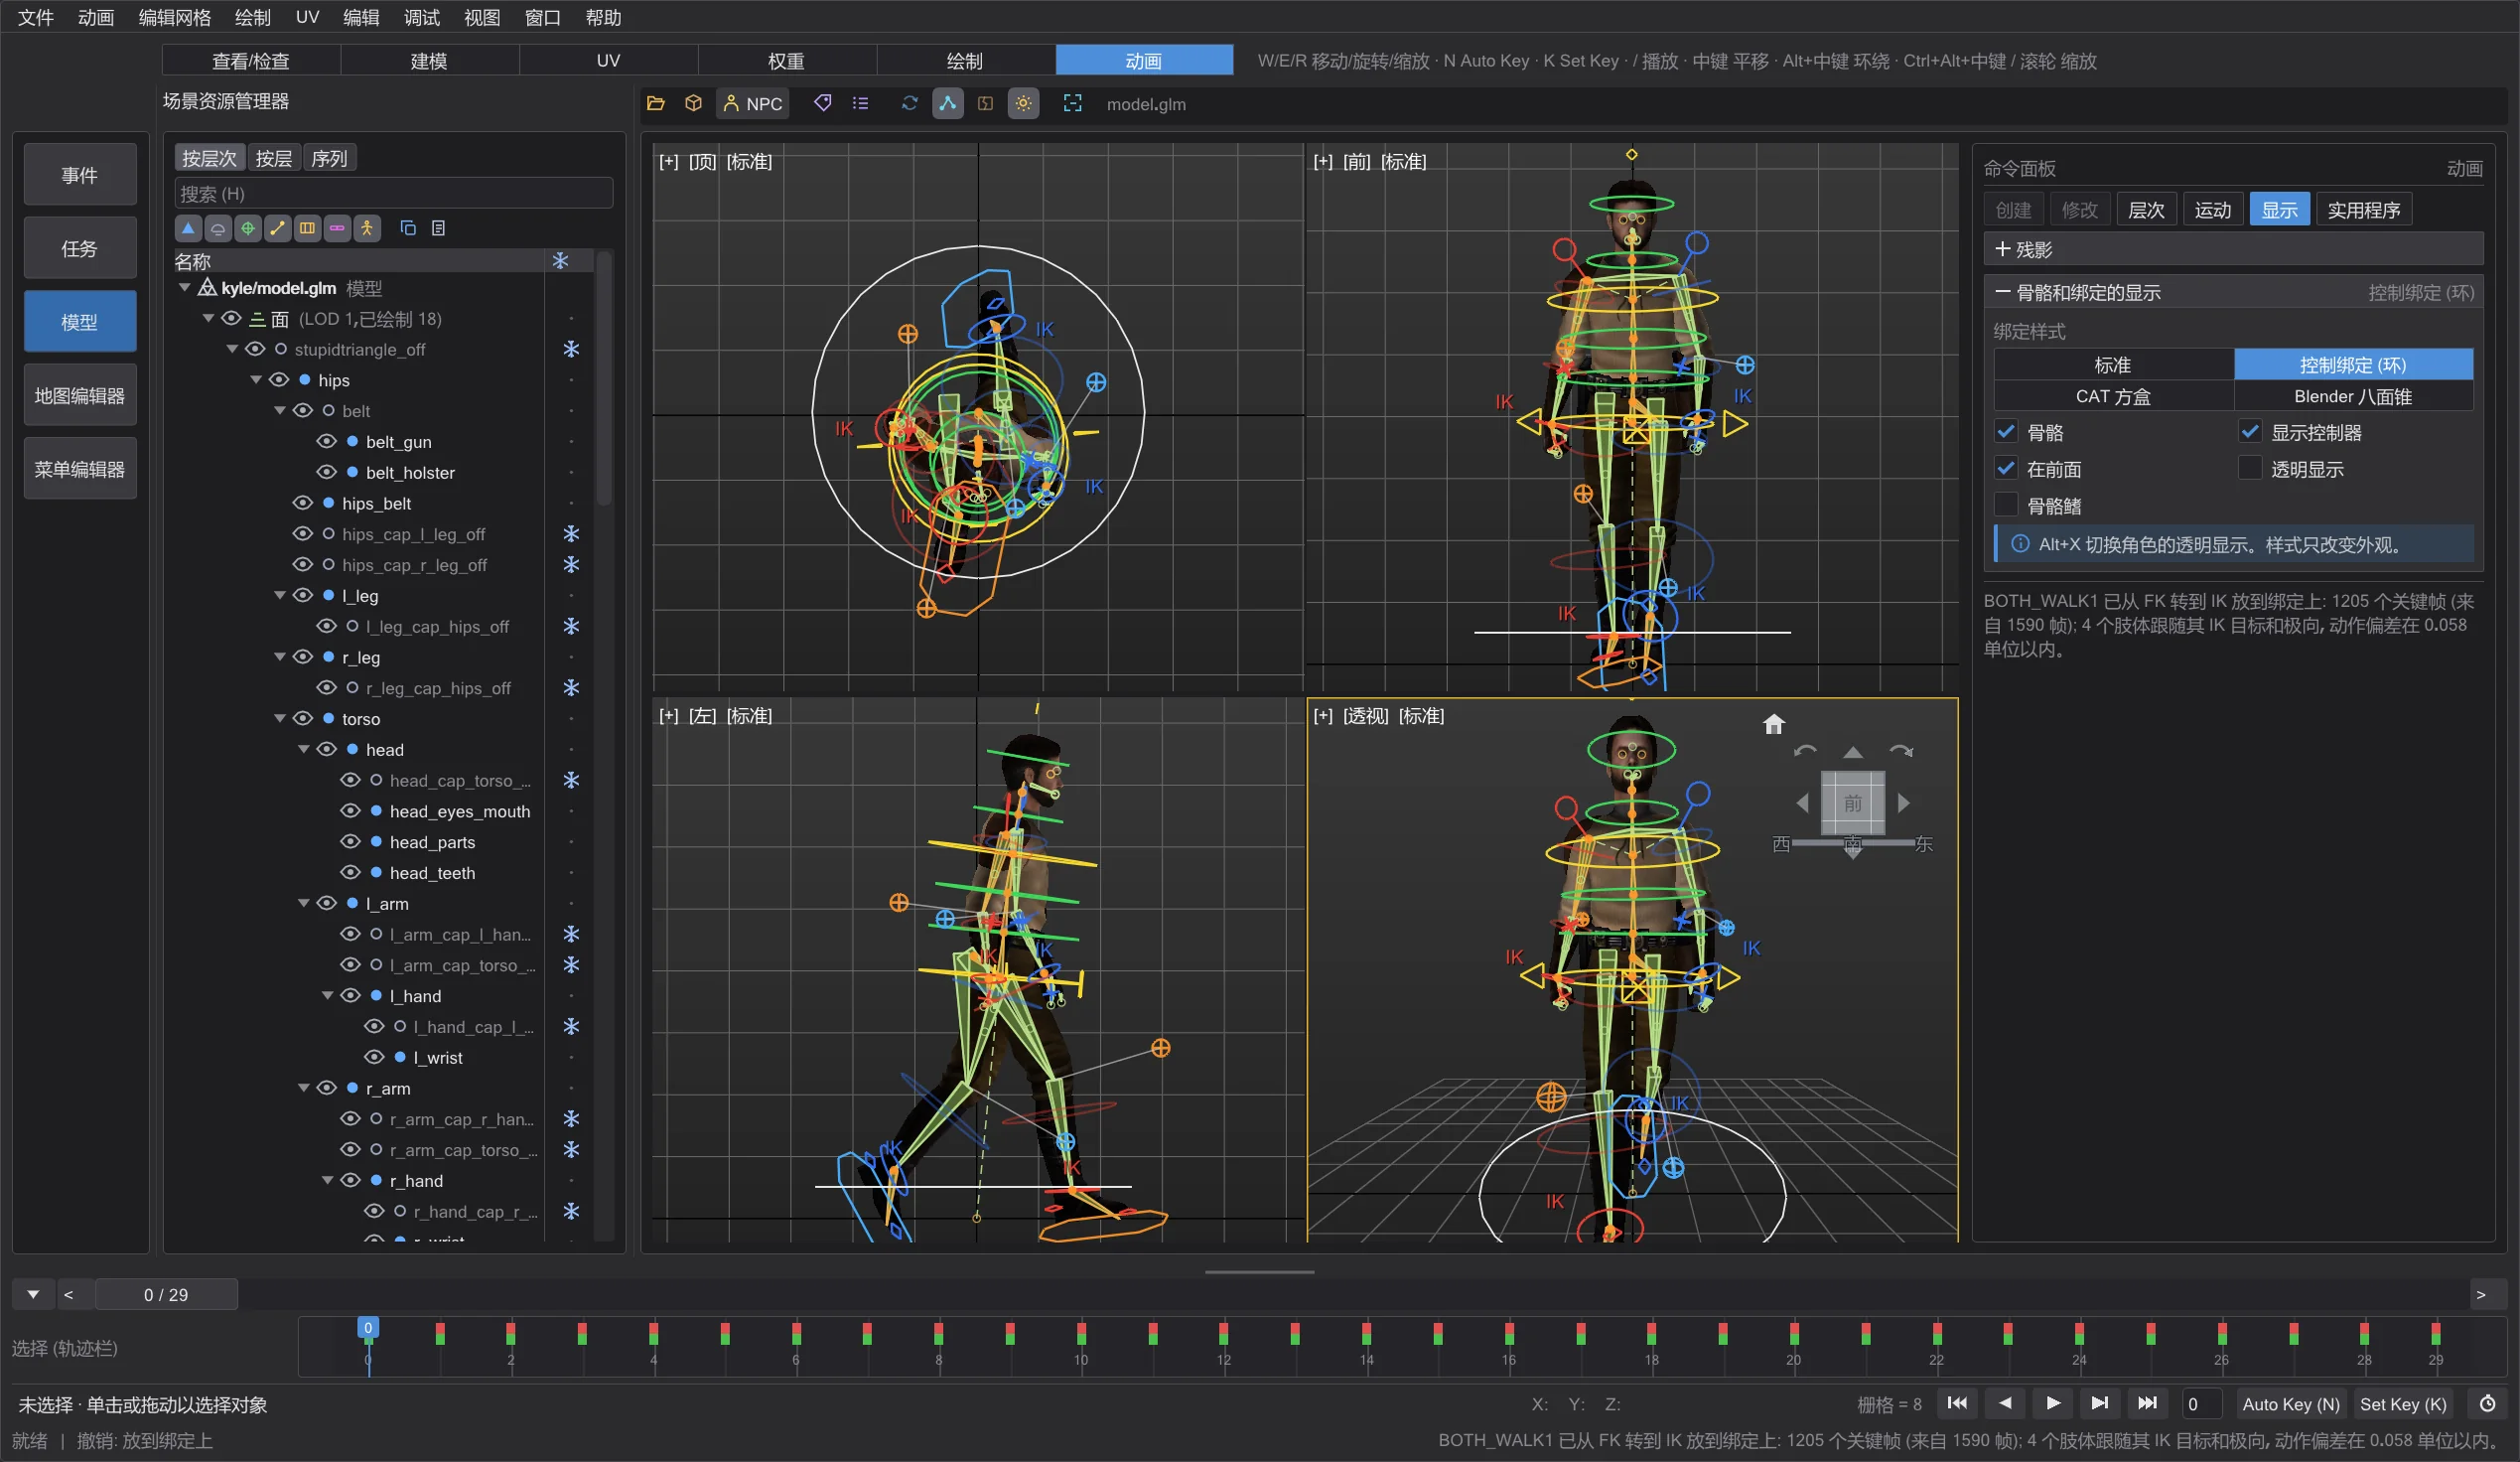 文件 动画 编辑网格 绘制 UV 编辑 调试 视图 窗口 帮助
查看/检查 建模 UV 权重 绘制 动画 W/E/R 移动/旋转/缩放 · N Auto Key · K Set Key · / 播放 · 中键 平移 · Alt+中键 环绕 · Ctrl+Alt+中键 / 滚轮 缩放
场景资源管理器
NPC model.glm
事件
任务
模型
地图编辑器
菜单编辑器
按层次 按层 序列
搜索 (H)
名称
kyle/model.glm 模型
面 (LOD 1,已绘制 18)
stupidtriangle_off
hips
belt
belt_gun
belt_holster
hips_belt
hips_cap_l_leg_off
hips_cap_r_leg_off
l_leg
l_leg_cap_hips_off
r_leg
r_leg_cap_hips_off
torso
head
head_cap_torso_...
head_eyes_mouth
head_parts
head_teeth
l_arm
l_arm_cap_l_han...
l_arm_cap_torso_...
l_hand
l_hand_cap_l_...
l_wrist
r_arm
r_arm_cap_r_han...
r_arm_cap_torso_...
r_hand
r_hand_cap_r_...
r_wrist
[+] [顶] [标准]
IK
IK
IK
IK
[+] [前] [标准]
IK
IK
IK
IK
[+] [左] [标准]
IK
IK
IK
IK
[+] [透视] [标准]
前
西 南 东
IK
IK
IK
IK
命令面板 动画
创建 修改 层次 运动 显示 实用程序
+ 残影
− 骨骼和绑定的显示 控制绑定 (环)
绑定样式
标准 控制绑定 (环)
CAT 方盒 Blender 八面锥
骨骼 显示控制器
在前面 透明显示
骨骼鳍
Alt+X 切换角色的透明显示。样式只改变外观。
BOTH_WALK1 已从 FK 转到 IK 放到绑定上: 1205 个关键帧 (来
自 1590 帧); 4 个肢体跟随其 IK 目标和极向, 动作偏差在 0.058
单位以内。
< 0 / 29 >
选择 (轨迹栏)
0
0 2 4 6 8 10 12 14 16 18 20 22 24 26 28 29
未选择 · 单击或拖动以选择对象 X: Y: Z: 栅格 = 8 0 Auto Key (N) Set Key (K)
就绪 | 撤销: 放到绑定上 BOTH_WALK1 已从 FK 转到 IK 放到绑定上: 1205 个关键帧 (来自 1590 帧); 4 个肢体跟随其 IK 目标和极向, 动作偏差在 0.058 单位以内。